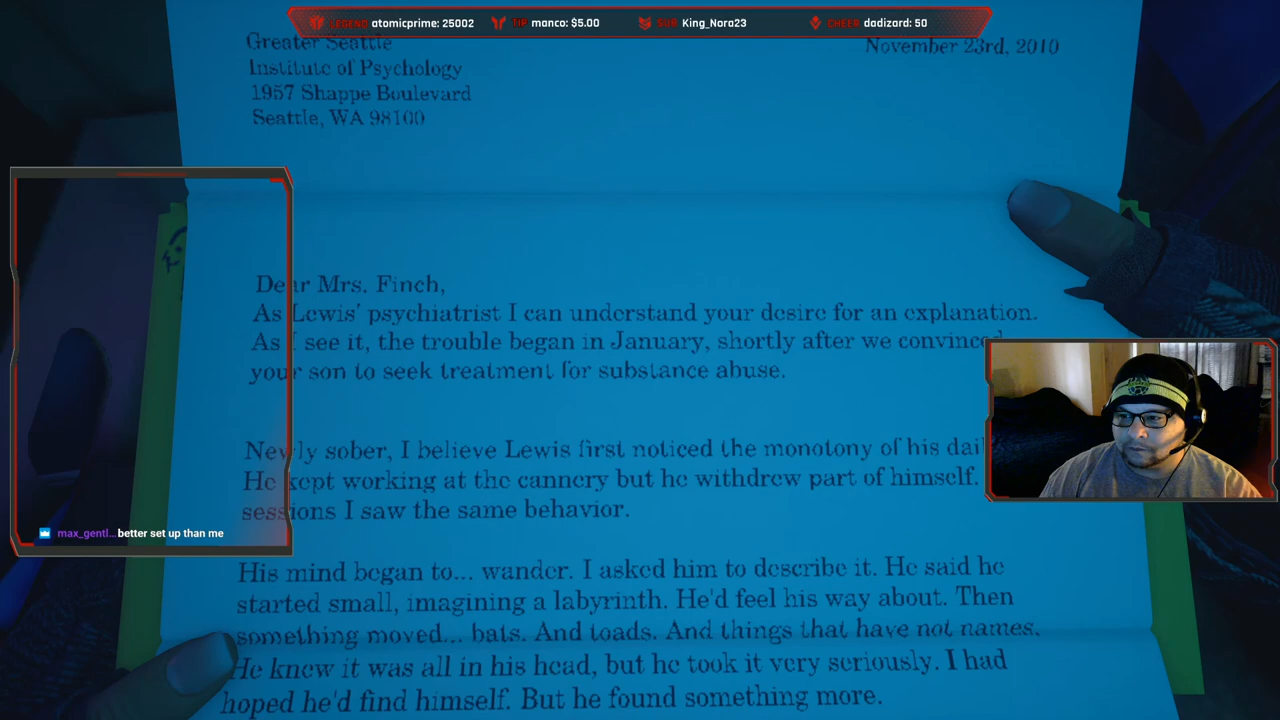 LEGEND atomicprime: 25002 TIP manco: $5.00 SUB King_Nora23 CHEER dadizard: 50
Greater Seattle November 23rd, 2010
Institute of Psychology
1957 Shappe Boulevard
Seattle, WA 98100
Dear Mrs. Finch,
As Lewis' psychiatrist I can understand your desire for an explanation.
As I see it, the trouble began in January, shortly after we convinced
your son to seek treatment for substance abuse.
Newly sober, I believe Lewis first noticed the monotony of his
He kept working at the cannery but he withdrew part of himself.
sessions I saw the same behavior.
max_gentl... better set up than me
His mind began to... wander. I asked him to describe it. He said he
started small, imagining a labyrinth. He'd feel his way about. Then
something moved... bats. And toads. And things that have not names.
He knew it was all in his head, but he took it very seriously. I had
hoped he'd find himself. But he found something more.